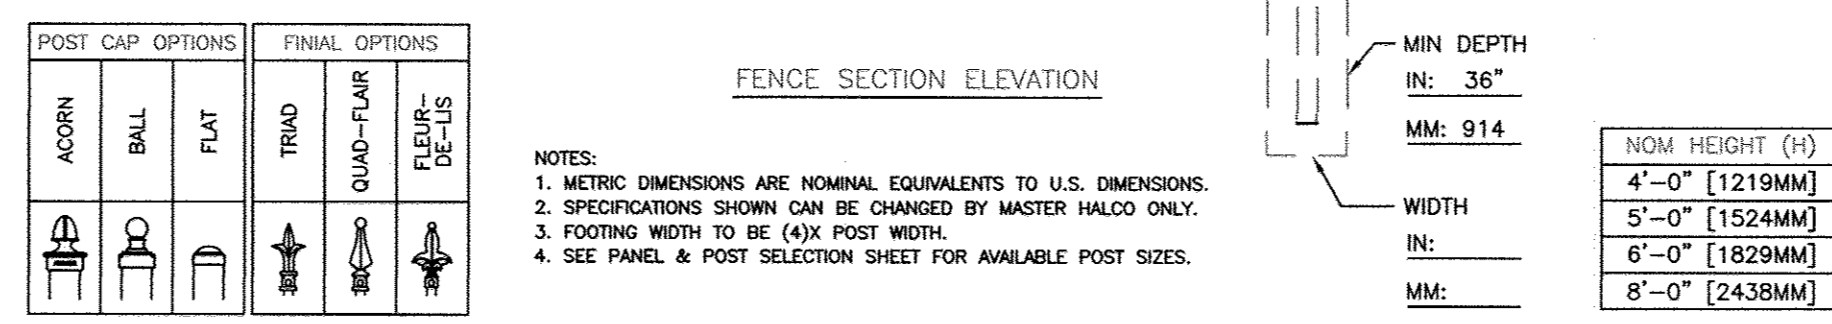 POST CAP OPTIONS
ACORN
BALL
FLAT
FINIAL OPTIONS
TRIAD
QUAD-FLAIR
FLEUR-
DE-LIS
FENCE SECTION ELEVATION
NOTES:
1. METRIC DIMENSIONS ARE NOMINAL EQUIVALENTS TO U.S. DIMENSIONS.
2. SPECIFICATIONS SHOWN CAN BE CHANGED BY MASTER HALCO ONLY.
3. FOOTING WIDTH TO BE (4)X POST WIDTH.
4. SEE PANEL & POST SELECTION SHEET FOR AVAILABLE POST SIZES.
MIN DEPTH
IN: 36"
MM: 914
WIDTH
IN:
MM:
NOM HEIGHT (H)
4'-0" [1219MM]
5'-0" [1524MM]
6'-0" [1829MM]
8'-0" [2438MM]